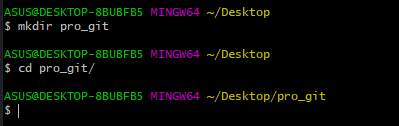 ASUS@DESKTOP-8BUBFB5 MINGW64 ~/Desktop
$ mkdir pro_git
ASUS@DESKTOP-8BUBFB5 MINGW64 ~/Desktop
$ cd pro_git/
ASUS@DESKTOP-8BUBFB5 MINGW64 ~/Desktop/pro_git
$